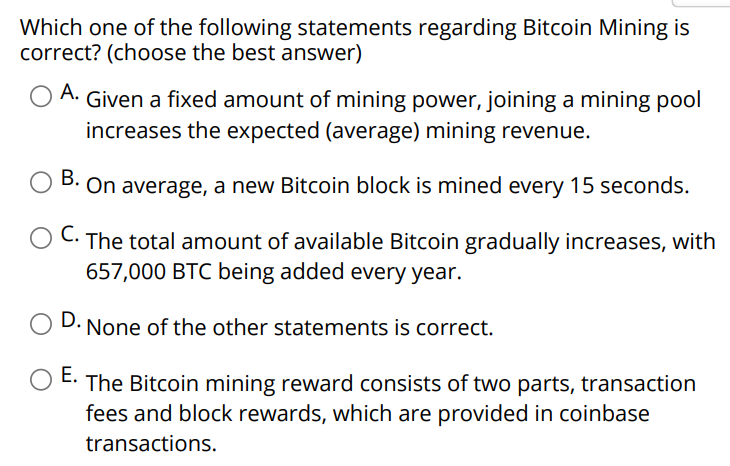 Which one of the following statements regarding Bitcoin Mining is
correct? (choose the best answer)
A. Given a fixed amount of mining power, joining a mining pool
increases the expected (average) mining revenue.
B. On average, a new Bitcoin block is mined every 15 seconds.
C. The total amount of available Bitcoin gradually increases, with
657,000 BTC being added every year.
D. None of the other statements is correct.
E. The Bitcoin mining reward consists of two parts, transaction
fees and block rewards, which are provided in coinbase
transactions.